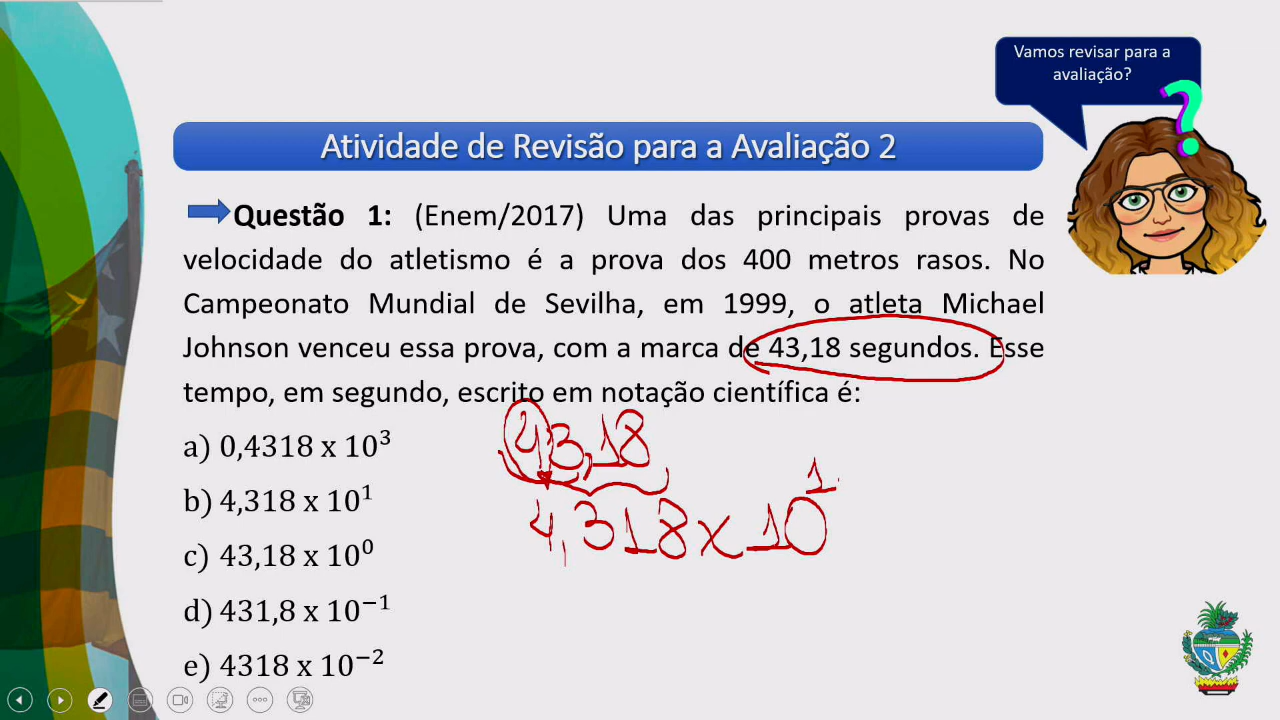 Vamos revisar para a
avaliação?
Atividade de Revisão para a Avaliação 2
Questão 1: (Enem/2017) Uma das principais provas de
velocidade do atletismo é a prova dos 400 metros rasos. No
Campeonato Mundial de Sevilha, em 1999, o atleta Michael
Johnson venceu essa prova, com a marca de 43,18 segundos. Esse
tempo, em segundo, escrito em notação científica é:
a) 0,4318 x 10³
b) 4,318 x 10¹
c) 43,18 x 10⁰
d) 431,8 x 10⁻¹
e) 4318 x 10⁻²
43,18
4,318 x 10¹